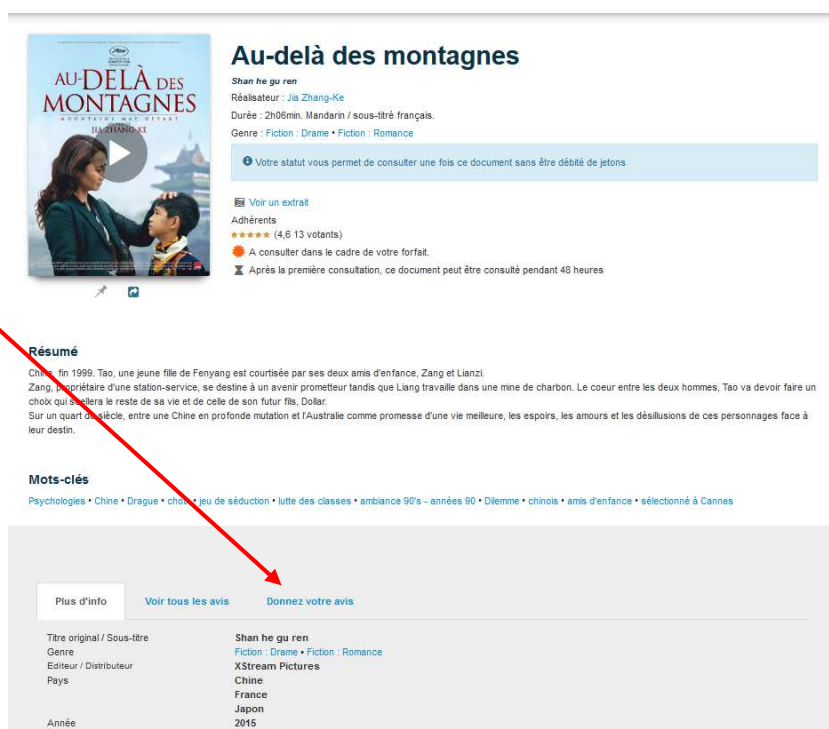 AU-DELÀ DES
MONTAGNES
MOUNTAINS MAY DEPART
JIA ZHANG-KE
Au-delà des montagnes
Shan he gu ren
Réalisateur : Jia Zhang-Ke
Durée : 2h06min. Mandarin / sous-titré français.
Genre : Fiction : Drame • Fiction : Romance
Votre statut vous permet de consulter une fois ce document sans être débité de jetons
Voir un extrait
Adhérents
(4,6 13 votants)
A consulter dans le cadre de votre forfait.
Après la première consultation, ce document peut être consulté pendant 48 heures
Résumé
Chine, fin 1999. Tao, une jeune fille de Fenyang est courtisée par ses deux amis d'enfance, Zang et Lianzi.
Zang, propriétaire d'une station-service, se destine à un avenir prometteur tandis que Liang travaille dans une mine de charbon. Le coeur entre les deux hommes, Tao va devoir faire un
choix qui scellera le reste de sa vie et de celle de son futur fils, Dollar.
Sur un quart de siècle, entre une Chine en profonde mutation et l'Australie comme promesse d'une vie meilleure, les espoirs, les amours et les désillusions de ces personnages face à
leur destin.
Mots-clés
Psychologies • Chine • Drague • choix • jeu de séduction • lutte des classes • ambiance 90's - années 90 • Dilemme • chinois • amis d'enfance • sélectionné à Cannes
Plus d'info Voir tous les avis Donnez votre avis
Titre original / Sous-titre Shan he gu ren
Genre Fiction : Drame • Fiction : Romance
Editeur / Distributeur XStream Pictures
Pays Chine
France
Japon
Année 2015